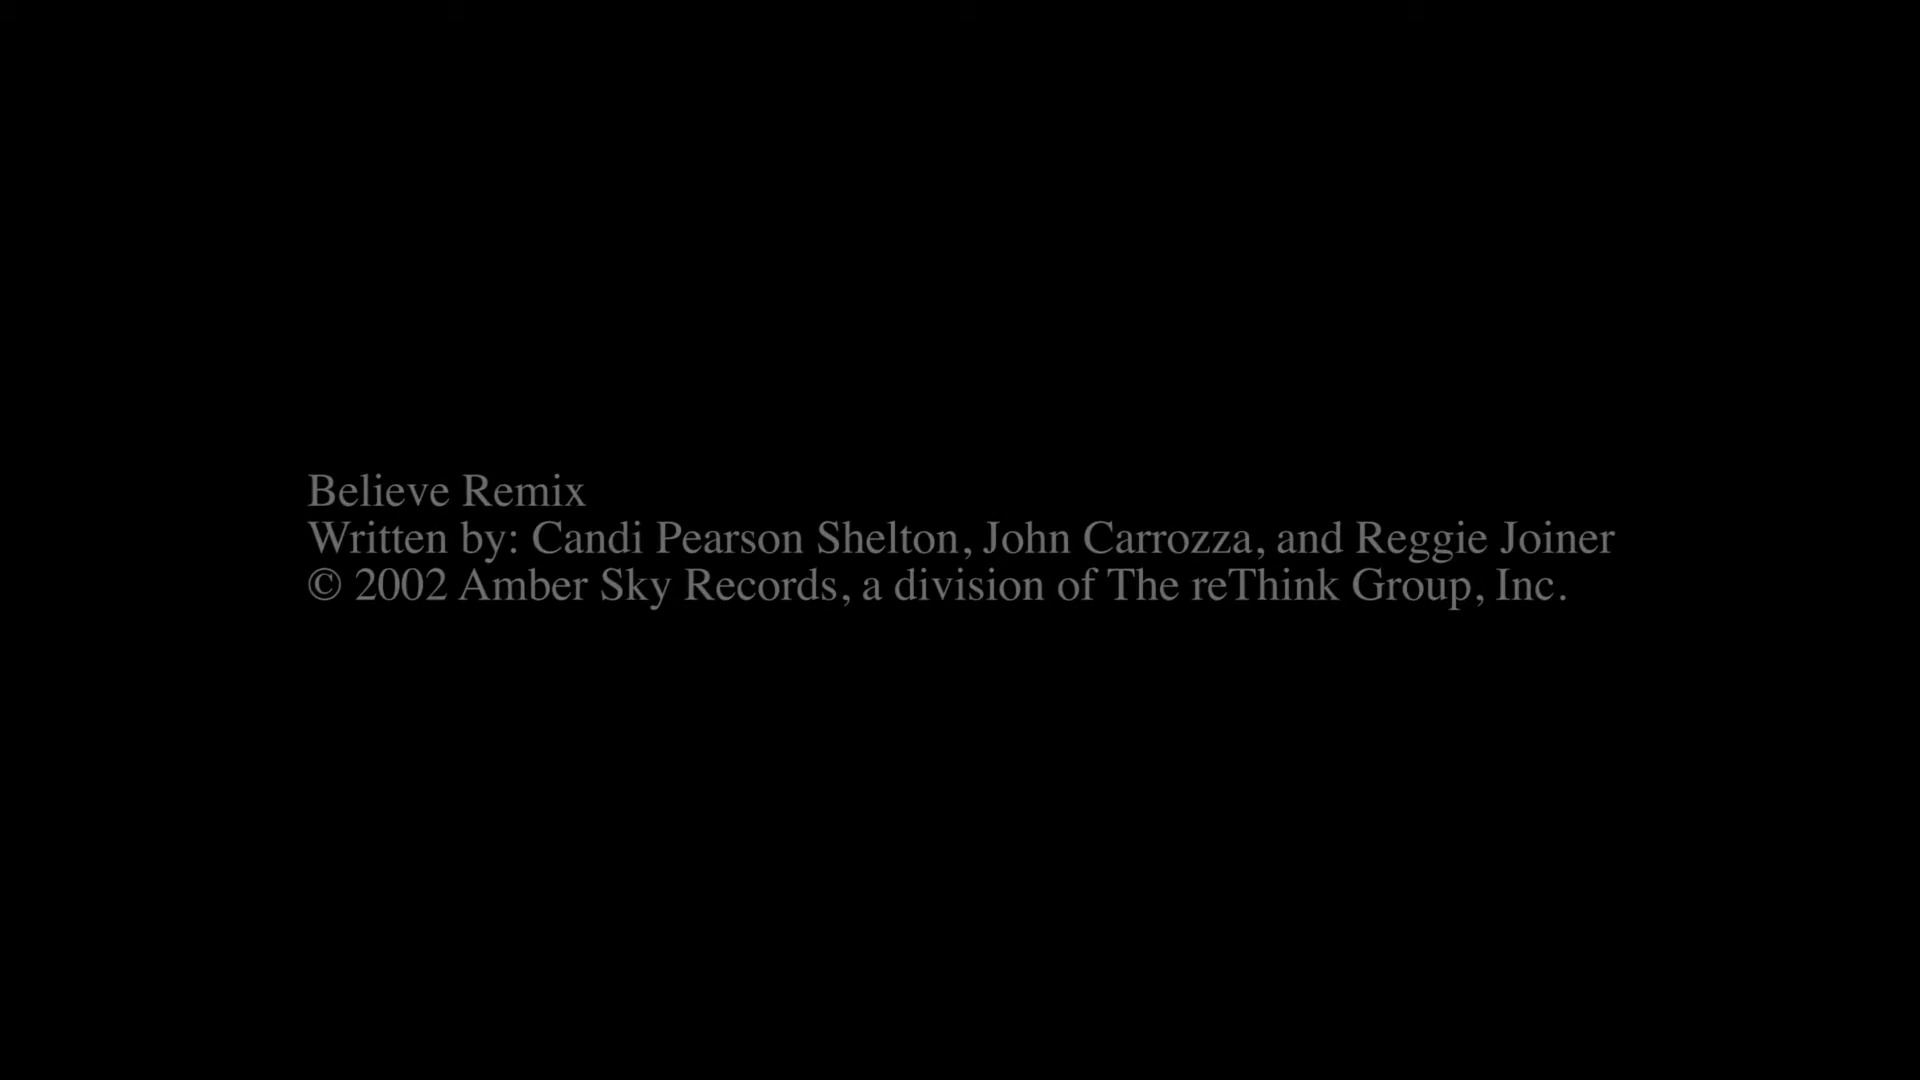 Believe Remix
Written by: Candi Pearson Shelton, John Carrozza, and Reggie Joiner
© 2002 Amber Sky Records, a division of The reThink Group, Inc.